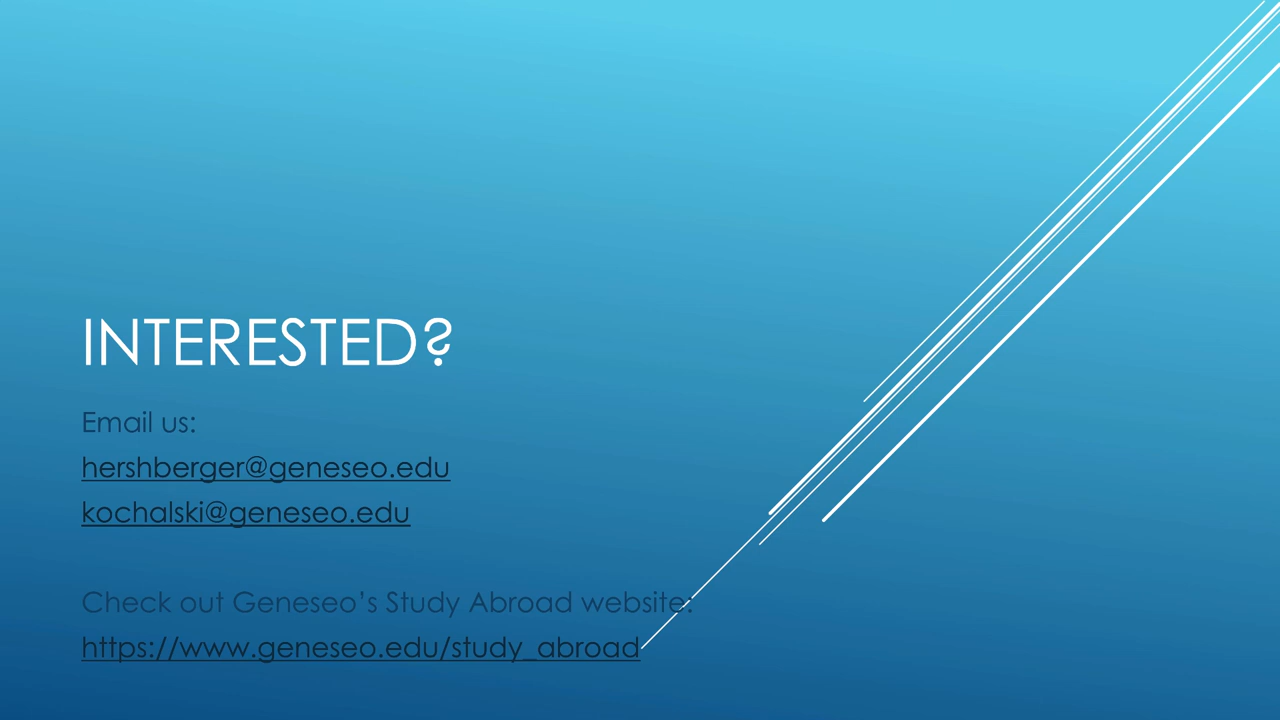 INTERESTED?
Email us:
hershberger@geneseo.edu
kochalski@geneseo.edu
Check out Geneseo’s Study Abroad website:
https://www.geneseo.edu/study_abroad